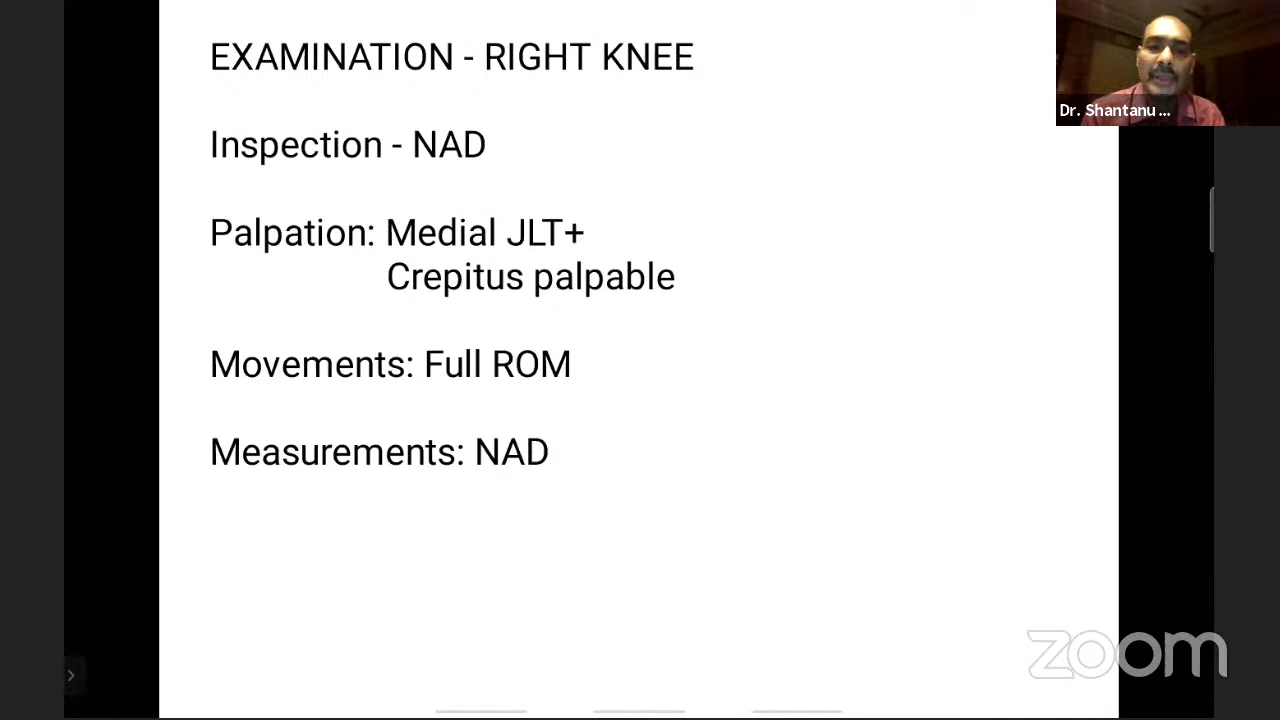 EXAMINATION - RIGHT KNEE
Dr. Shantanu ...
Inspection - NAD
Palpation: Medial JLT+
Crepitus palpable
Movements: Full ROM
Measurements: NAD
zoom